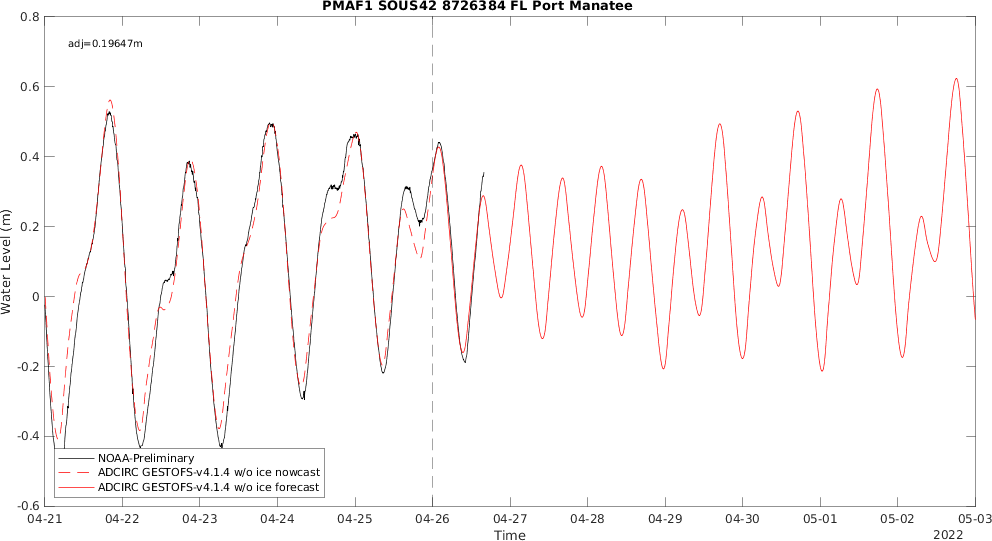 PMAF1 SOUS42 8726384 FL Port Manatee
adj=0.19647m
0.8
0.6
0.4
0.2
0
-0.2
-0.4
-0.6
Water Level (m)
NOAA-Preliminary
ADCIRC GESTOFS-v4.1.4 w/o ice nowcast
ADCIRC GESTOFS-v4.1.4 w/o ice forecast
04-21 04-22 04-23 04-24 04-25 04-26 04-27 04-28 04-29 04-30 05-01 05-02 05-03
Time
2022